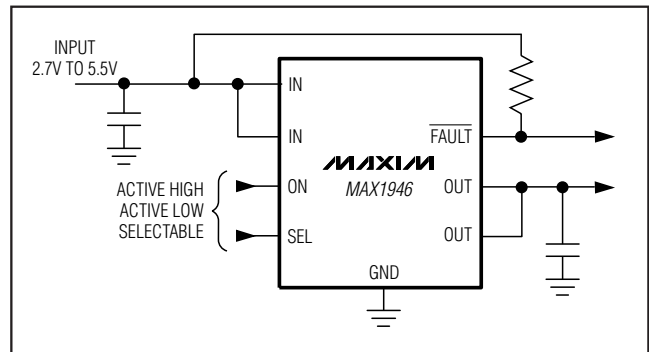 INPUT
2.7V TO 5.5V
IN
IN
FAULT
MAXIM
MAX1946
ACTIVE HIGH
ACTIVE LOW
SELECTABLE
ON
OUT
SEL
OUT
GND